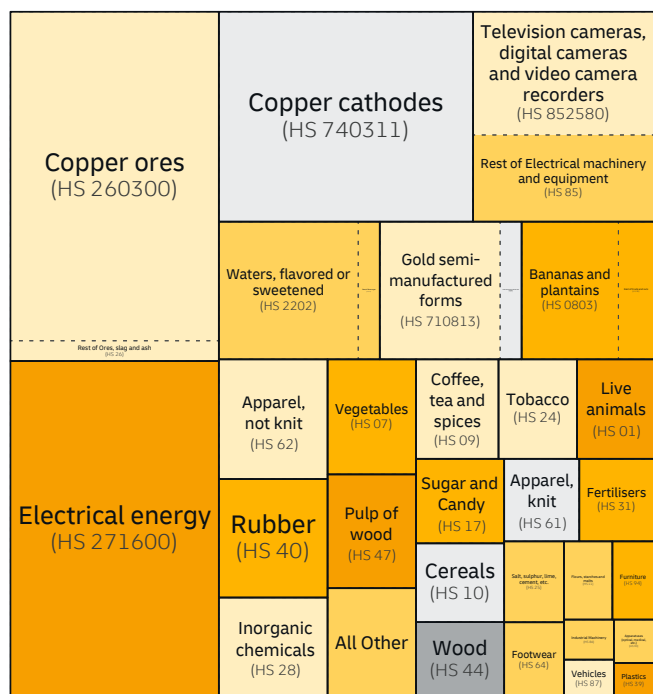 Copper ores
(HS 260300)
Rest of Ores, slag and ash
(HS 26)
Copper cathodes
(HS 740311)
Television cameras,
digital cameras
and video camera
recorders
(HS 852580)
Rest of Electrical machinery
and equipment
(HS 85)
Waters, flavored or
sweetened
(HS 2202)
Gold semi-
manufactured
forms
(HS 710813)
Bananas and
plantains
(HS 0803)
Electrical energy
(HS 271600)
Apparel,
not knit
(HS 62)
Vegetables
(HS 07)
Coffee,
tea and
spices
(HS 09)
Tobacco
(HS 24)
Live
animals
(HS 01)
Rubber
(HS 40)
Pulp of
wood
(HS 47)
Sugar and
Candy
(HS 17)
Apparel,
knit
(HS 61)
Fertilisers
(HS 31)
Inorganic
chemicals
(HS 28)
All Other
Cereals
(HS 10)
Salt, sulphur, lime,
cement, etc.
(HS 25)
Furniture
(HS 94)
Wood
(HS 44)
Footwear
(HS 64)
Industrial Machinery
Vehicles
(HS 87)
Plastics
(HS 39)